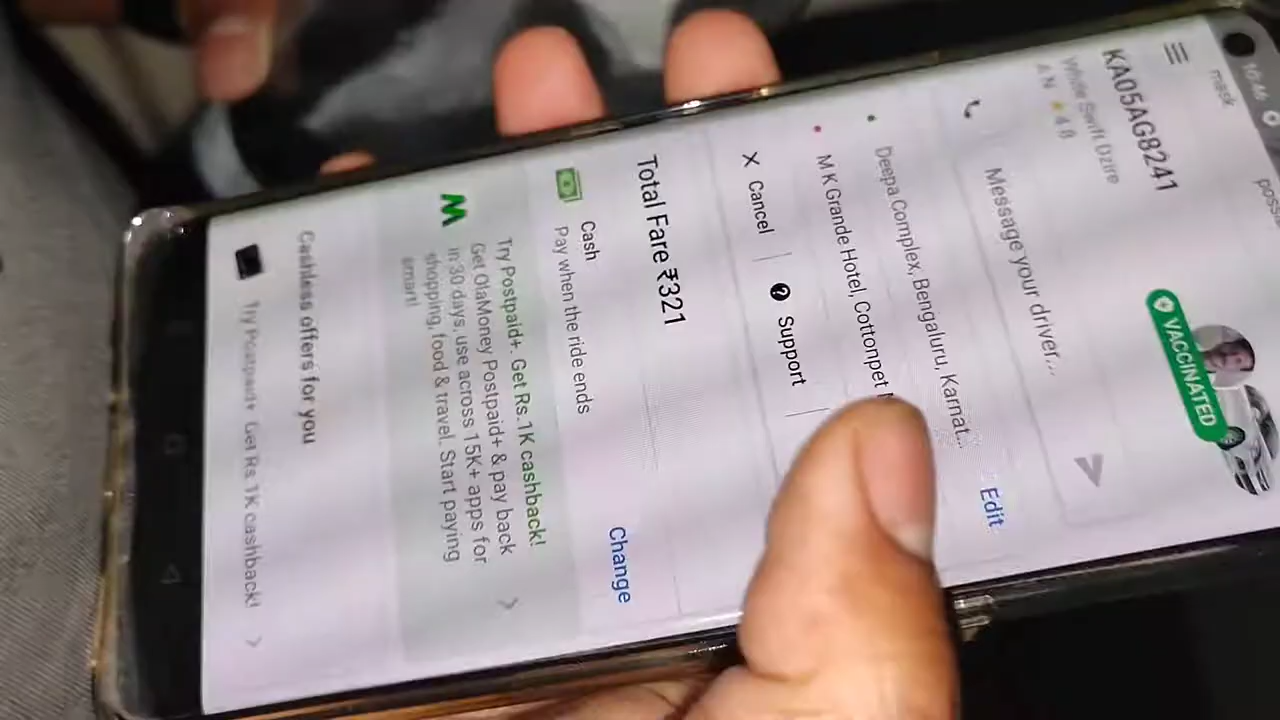 mask
KA05AG8241
White Swift Dzire
A N ★4.8
VACCINATED
Message your driver...
Deepa Complex, Bengaluru, Karnat...
Edit
M K Grande Hotel, Cottonpet
X Cancel
Support
Total Fare ₹321
Cash
Pay when the ride ends
Change
Try Postpaid+. Get Rs.1K cashback!
Get OlaMoney Postpaid+ & pay back
in 30 days, use across 15K+ apps for
shopping, food & travel. Start paying
smart!
Cashless offers for you
Try Postpaid+ Get Rs.1K cashback!